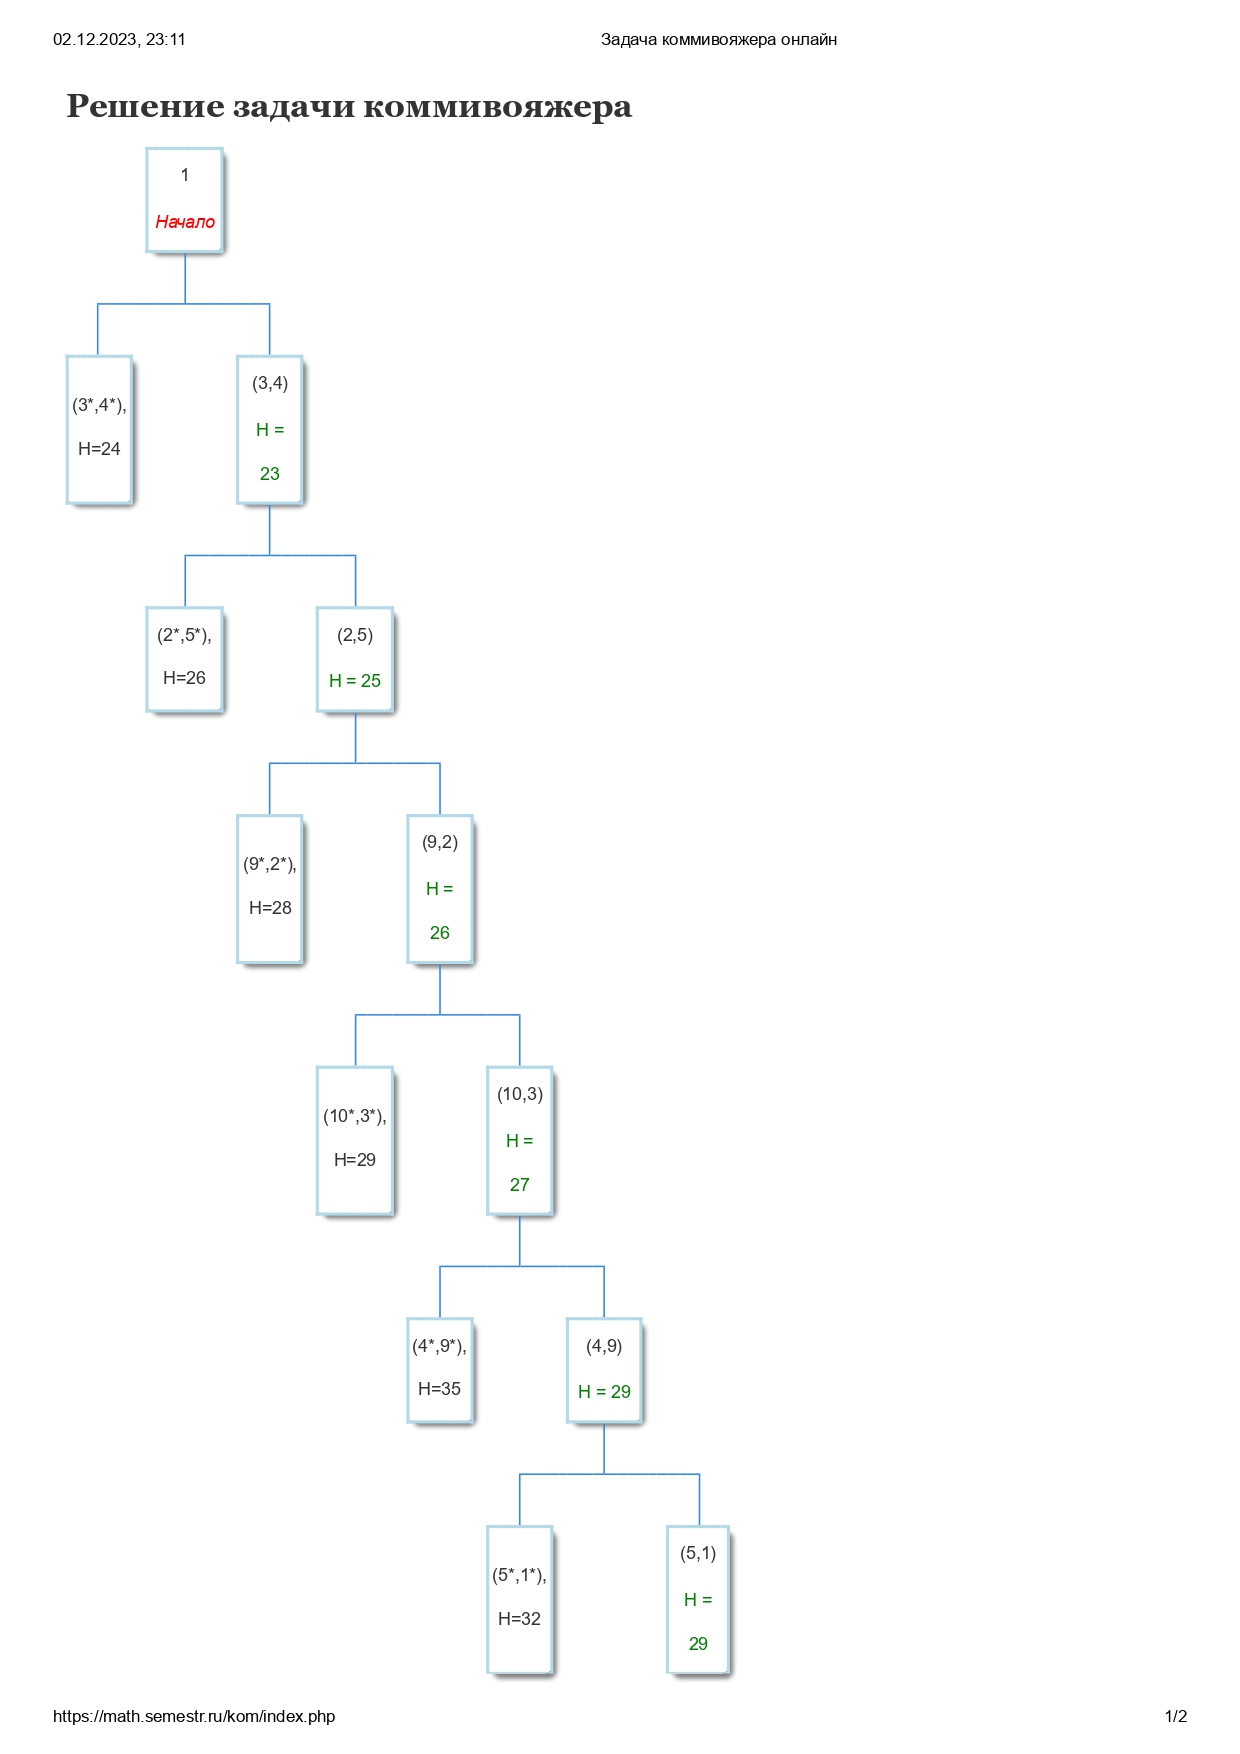 02.12.2023, 23:11
Задача коммивояжера онлайн
Решение задачи коммивояжера
1
Начало
(3*,4*),
H=24
(3,4)
H =
23
(2*,5*),
H=26
(2,5)
H = 25
(9*,2*),
H=28
(9,2)
H =
26
(10*,3*),
H=29
(10,3)
H =
27
(4*,9*),
H=35
(4,9)
H = 29
(5*,1*),
H=32
(5,1)
H =
29
https://math.semestr.ru/kom/index.php
1/2